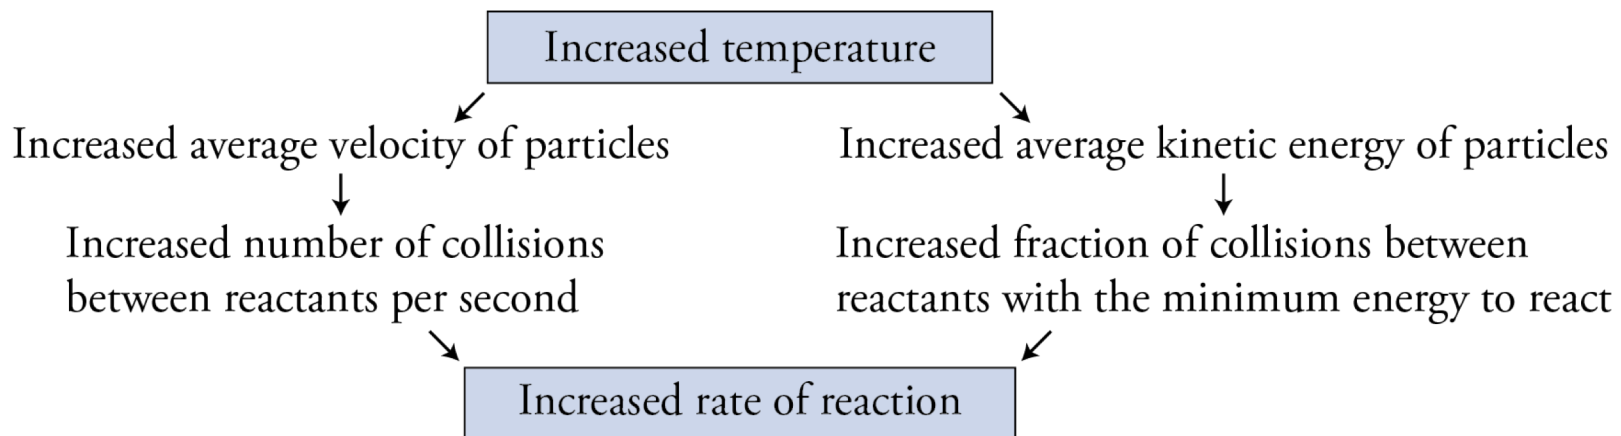 Increased temperature
Increased average velocity of particles
Increased average kinetic energy of particles
Increased number of collisions
between reactants per second
Increased fraction of collisions between
reactants with the minimum energy to react
Increased rate of reaction